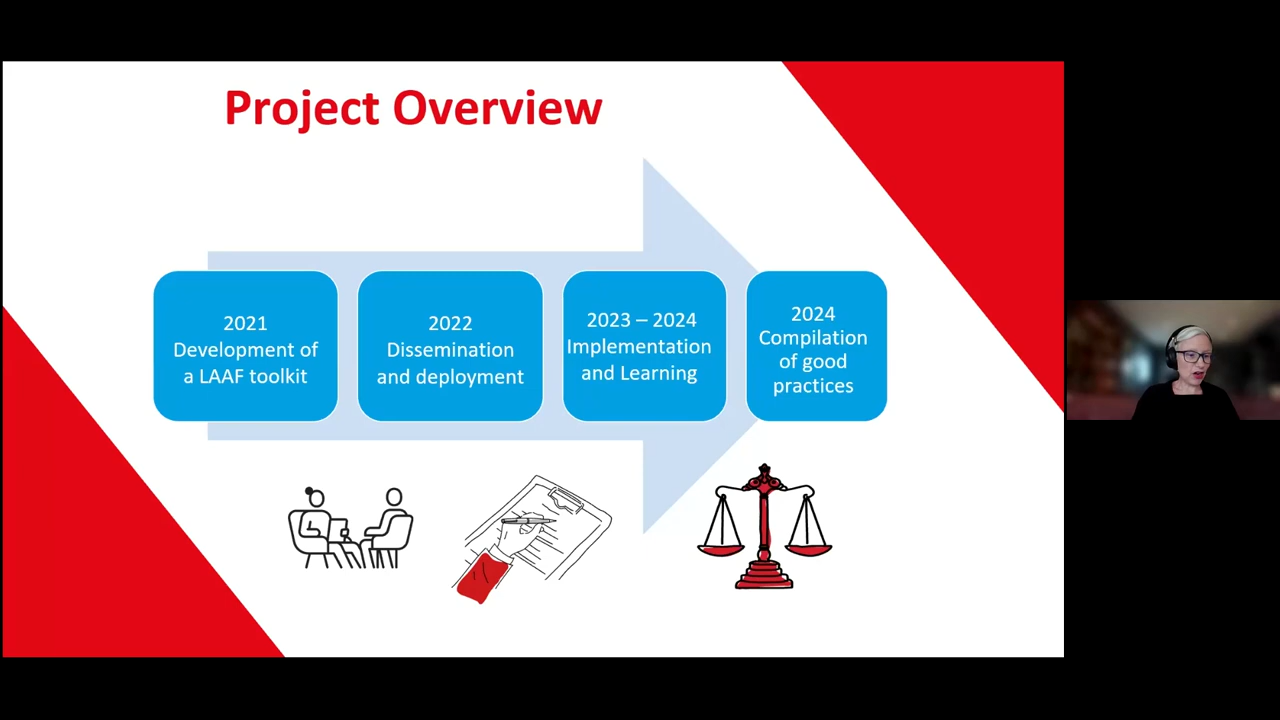 Project Overview
2021
Development of
a LAAF toolkit
2022
Dissemination
and deployment
2023 – 2024
Implementation
and Learning
2024
Compilation
of good
practices